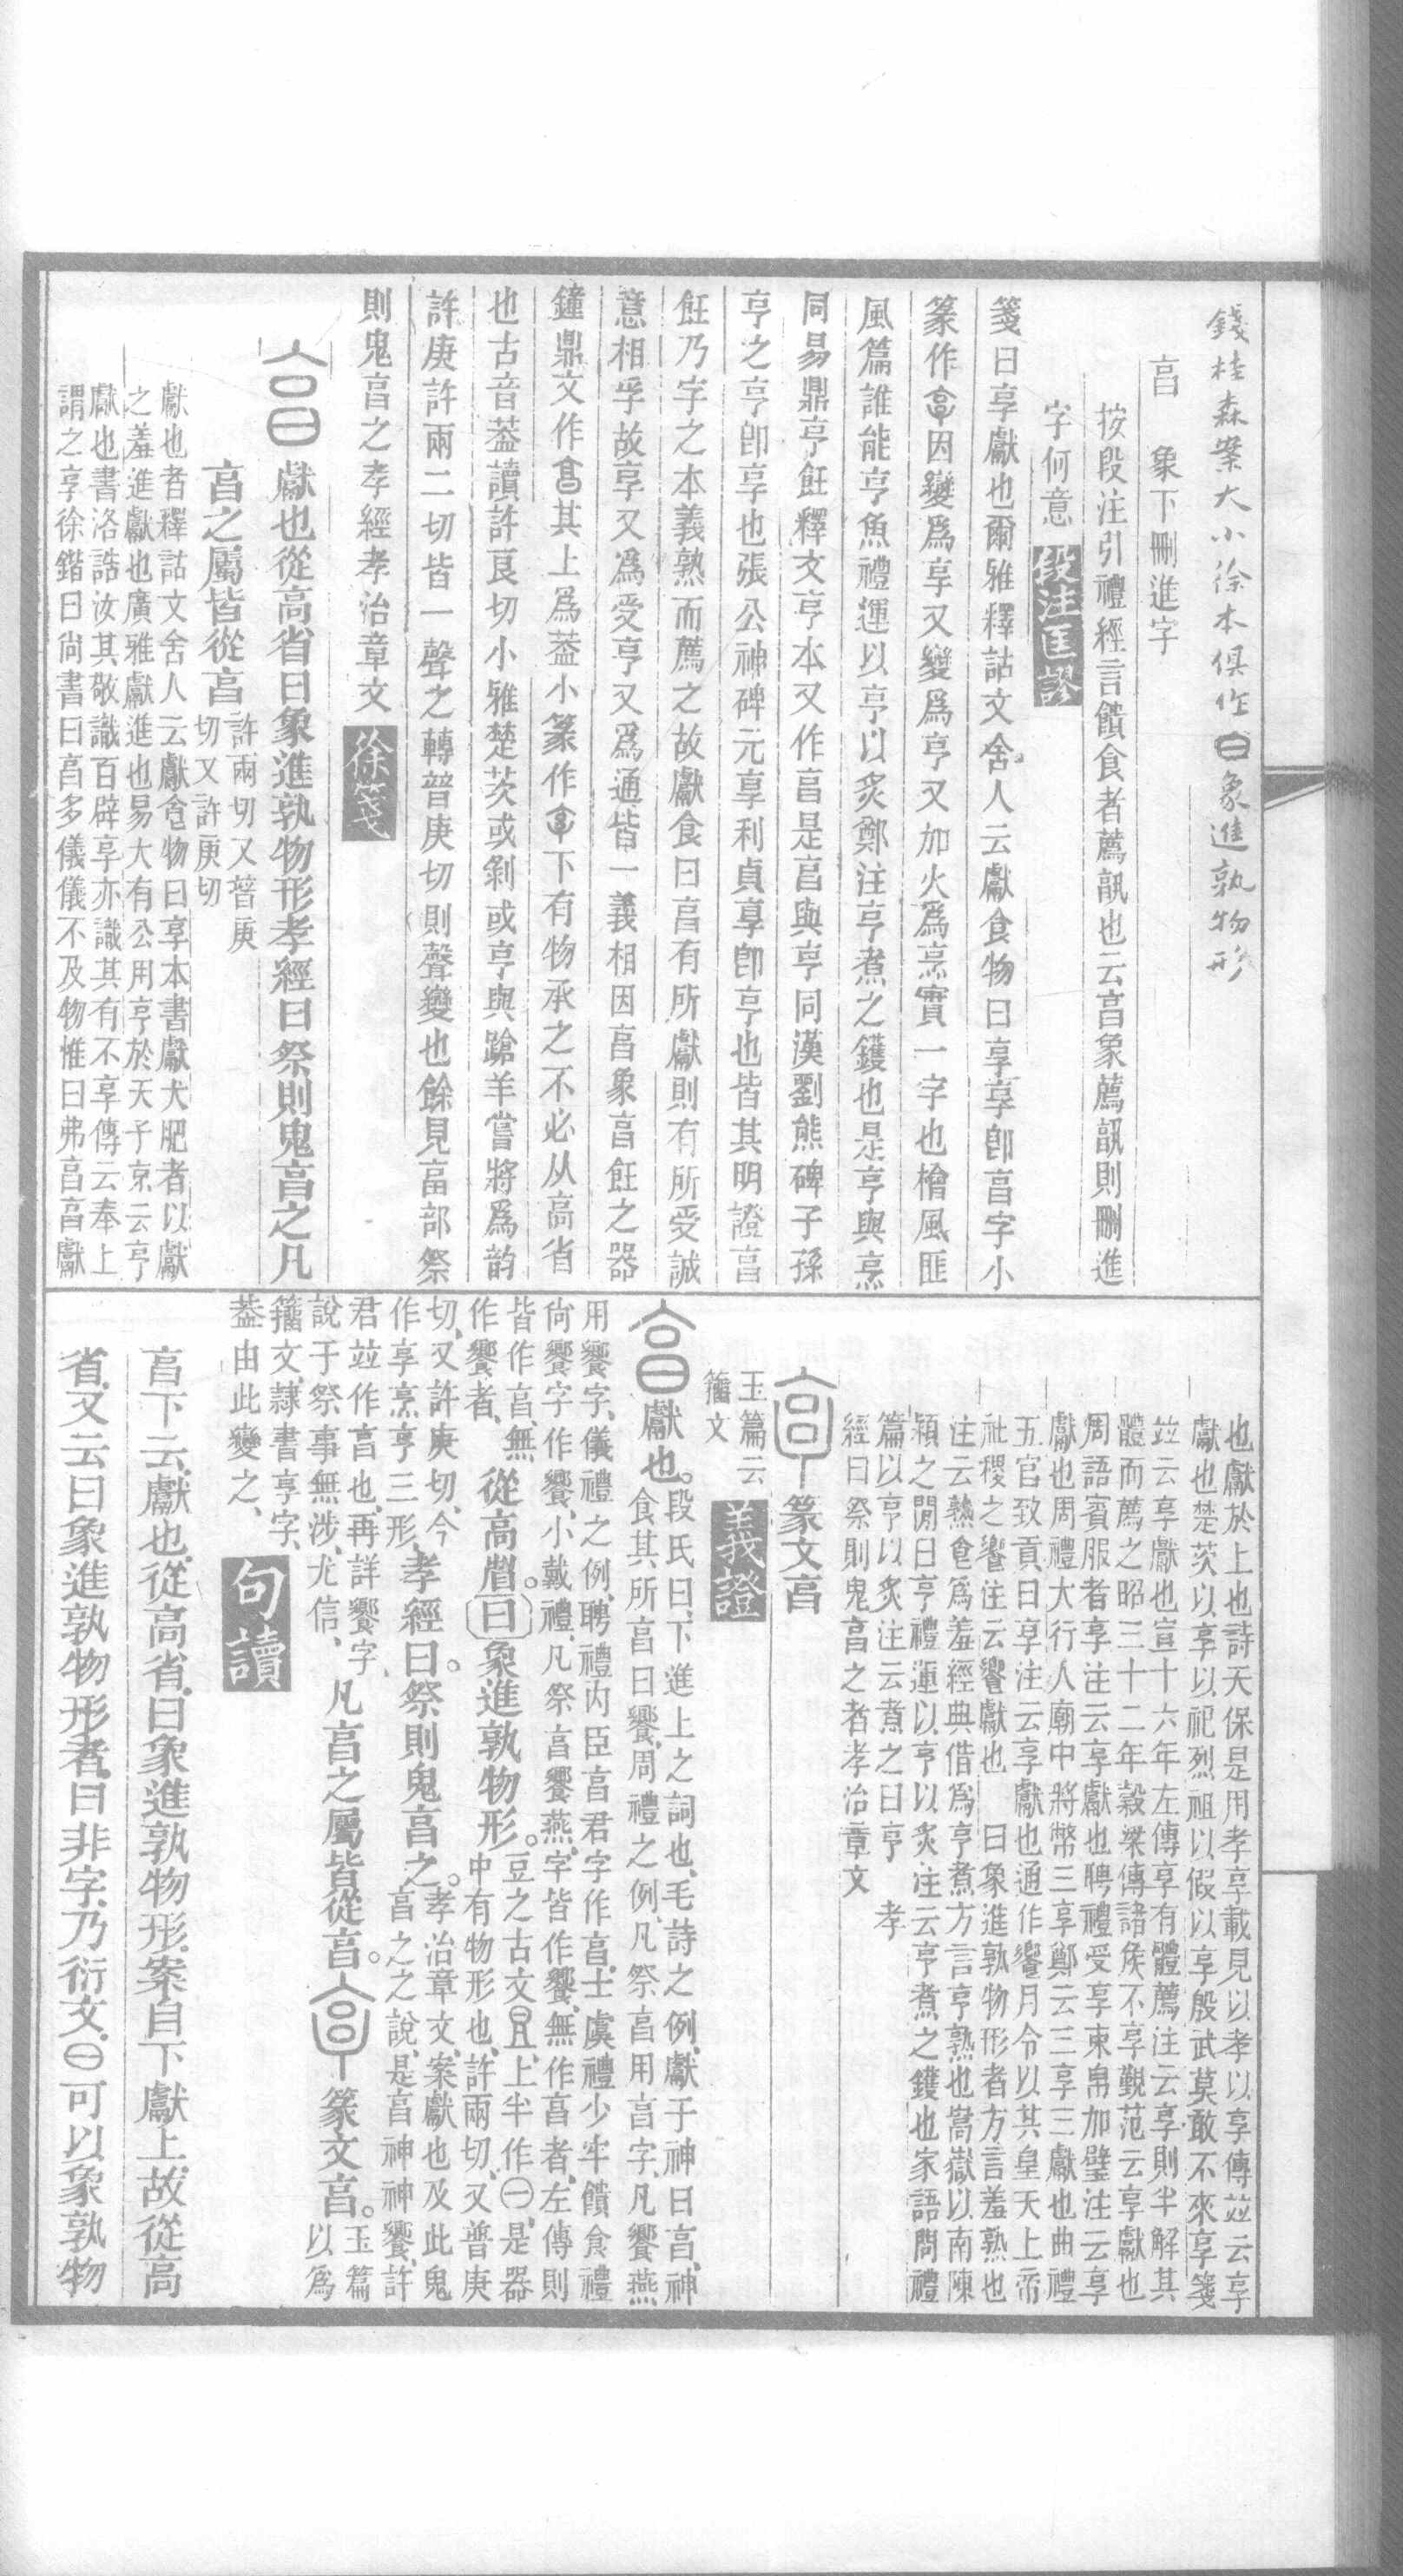 錢桂森案大小徐本俱作曰象進孰物形
亯　象下刪進字
按段注引禮經言饋食者薦孰也云亯象薦孰則刪進
字何意　段注匡謬
箋曰享獻也爾雅釋詁文舍人云獻食物曰享享卽亯字小
篆作𦎫因變爲享又變爲亨又加火爲烹實一字也檜風匪
風篇誰能亨魚禮運以亨以炙鄭注亨煮之鑊也是亨與烹
同易鼎亨飪釋文亨本又作亯是亯與亨同漢劉熊碑子孫
亨之亨卽享也張公神碑元享利貞享卽亨也皆其明證亯
飪乃字之本義熟而薦之故獻食曰亯有所獻則有所受誠
意相孚故享又爲受亨又爲通皆一義相因亯象亯飪之器
鐘鼎文作亯其上爲蓋小篆作𦎫下有物承之不必从高省
也古音蓋讀許良切小雅楚茨或剝或亨與蹌羊嘗將爲韵
許庚許兩二切皆一聲之轉普庚切則聲變也餘見畐部祭
則鬼亯之孝經孝治章文　徐箋
亯獻也從高省曰象進孰物形孝經曰祭則鬼亯之凡
亯之屬皆從亯許兩切又普庚
切又許庚切
獻也者釋詁文舍人云獻食物曰享本書獻犬肥者以獻
之羞進獻也廣雅獻進也易大有公用亨於天子京云亨
獻也書洛誥汝其敬識百辟享亦識其有不享傳云奉上
謂之享徐鍇曰尙書曰亯多儀儀不及物惟曰弗亯亯獻
也獻於上也詩天保是用孝享載見以孝以享傳竝云享
獻也楚茨以享以祀烈祖以假以享殷武莫敢不來享箋
竝云享獻也宣十六年左傳享有體薦注云享則半解其
體而薦之昭三十二年穀梁傳諸侯不享覲范云享獻也
周語賓服者享注云享獻也聘禮受享束帛加璧注云享
獻也周禮大行人廟中將幣三享鄭云三享三獻也曲禮
五官致貢曰享注云享獻也通作饗月令以其皇天上帝
社稷之饗注云饗獻也　曰象進孰物形者方言羞熟也
注云熟食爲羞經典借爲亨煮方言亨熟也嵩嶽以南陳
潁之閒曰亨禮運以亨以炙注云亨煮之鑊也家語問禮
篇以亨以炙注云煮之曰亨　孝
經曰祭則鬼亯之者孝治章文
篆文亯
玉篇云
籀文　義證
亯獻也。段氏曰、下進上之詞也、毛詩之例、獻于神曰亯、神
食其所亯曰饗、周禮之例、凡祭亯用亯字、凡饗燕
用饗字、儀禮之例、聘禮内臣亯君字作亯、士虞禮少牢饋食禮
尙饗字作饗、小戴禮、凡祭亯饗燕字皆作饗、無作亯者、左傳則
皆作亯、無
作饗者、從高省。曰象進孰物形。豆之古文𣅋、上半作㊀、是器
中有物形也、許兩切、又普庚
切、又許庚切、今
作享烹亨三形、孝經曰。祭則鬼亯之。孝治章文、案獻也及此鬼
亯之之說、是亯神神饗、許
君竝作亯也、再詳饗字、
說于祭事無涉、尤信、凡亯之屬皆從亯。篆文亯。玉篇
以爲
籀文、隷書亨字、
蓋由此變之、　句讀
亯下云、獻也、從高省、曰象進孰物形、案自下獻上、故從高
省、又云曰象進孰物形者、曰非字、乃衍文、㊀可以象孰物